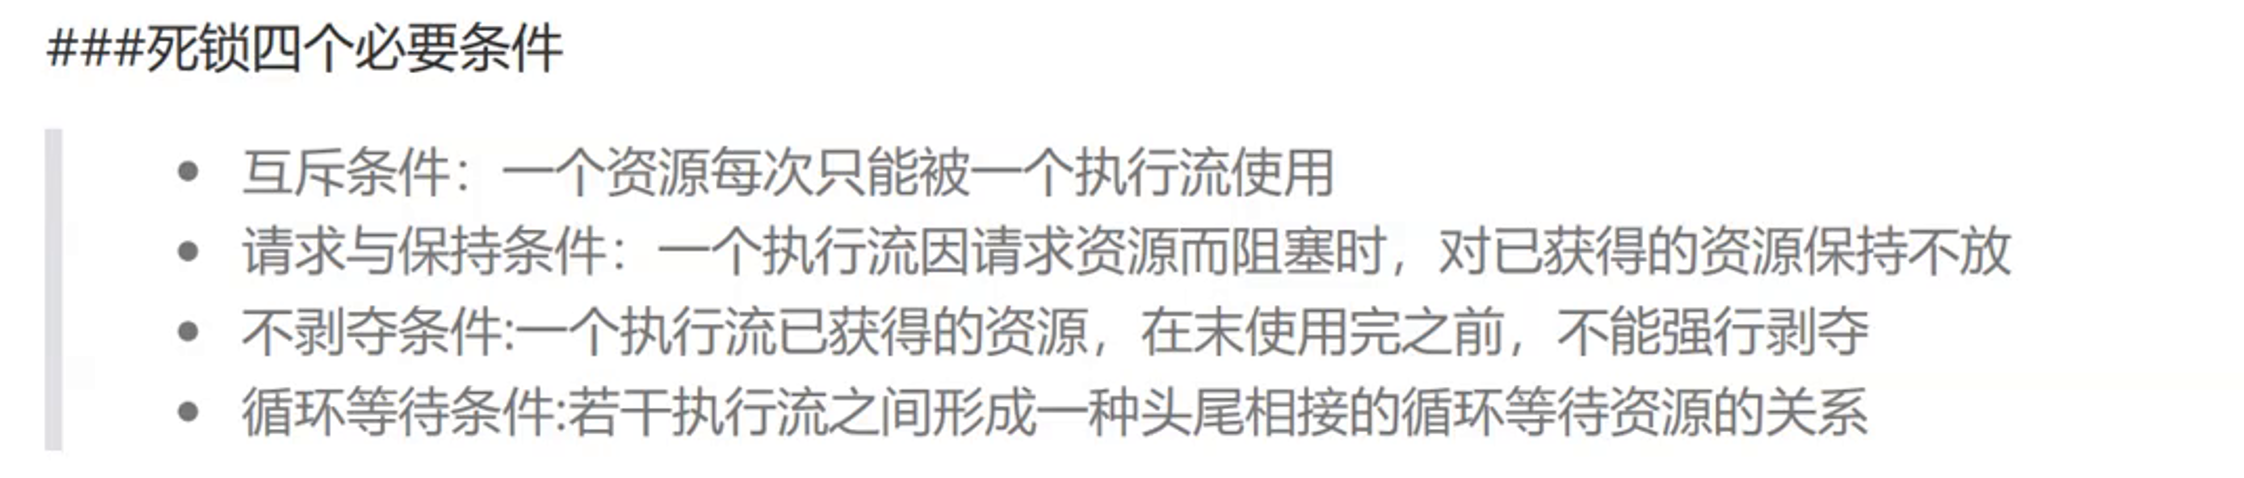 ###死锁四个必要条件
• 互斥条件：一个资源每次只能被一个执行流使用
• 请求与保持条件：一个执行流因请求资源而阻塞时，对已获得的资源保持不放
• 不剥夺条件:一个执行流已获得的资源，在末使用完之前，不能强行剥夺
• 循环等待条件:若干执行流之间形成一种头尾相接的循环等待资源的关系